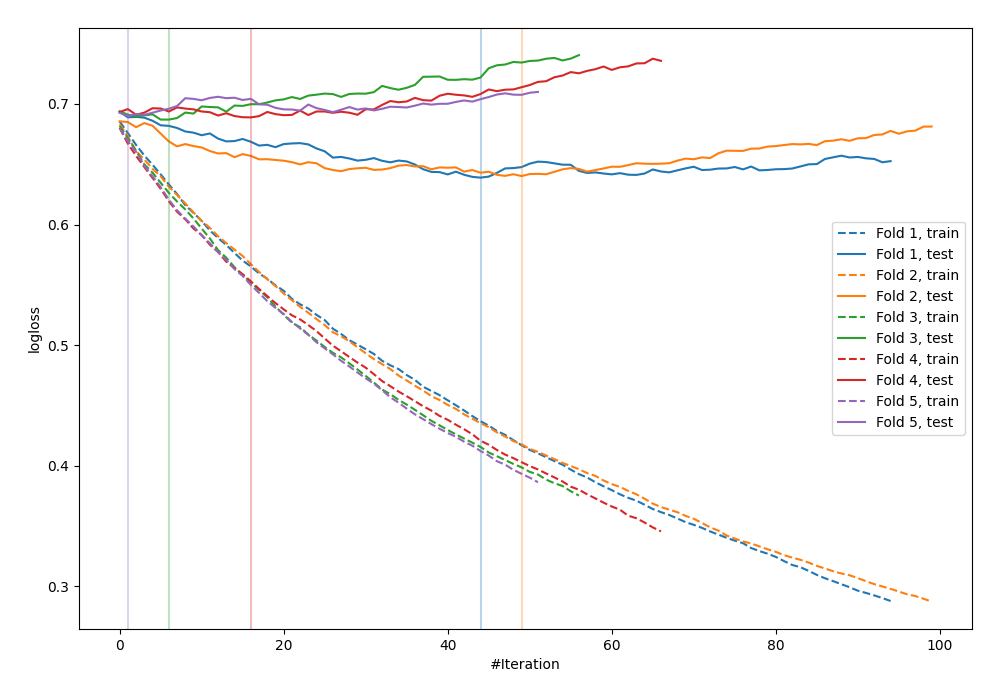 0.7
0.6
0.5
0.4
0.3
logloss
0
20
40
60
80
100
#Iteration
Fold 1, train
Fold 1, test
Fold 2, train
Fold 2, test
Fold 3, train
Fold 3, test
Fold 4, train
Fold 4, test
Fold 5, train
Fold 5, test